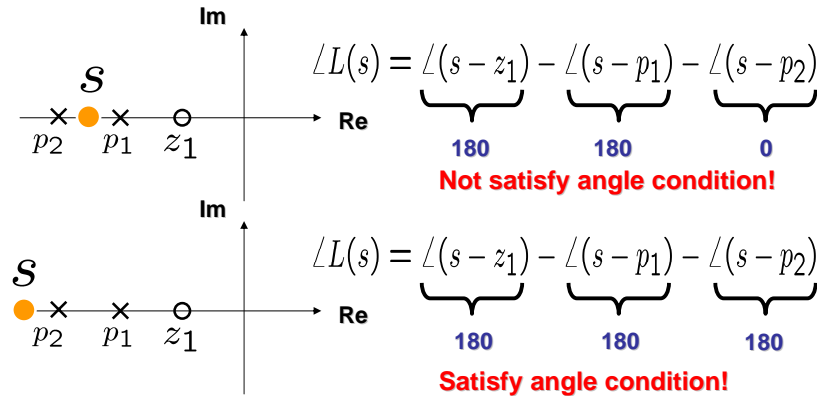 Im
∠L(s) = ∠(s − z₁) − ∠(s − p₁) − ∠(s − p₂)
s
Re
p₂ p₁ z₁
180 180 0
Not satisfy angle condition!
Im
∠L(s) = ∠(s − z₁) − ∠(s − p₁) − ∠(s − p₂)
s
Re
p₂ p₁ z₁
180 180 180
Satisfy angle condition!